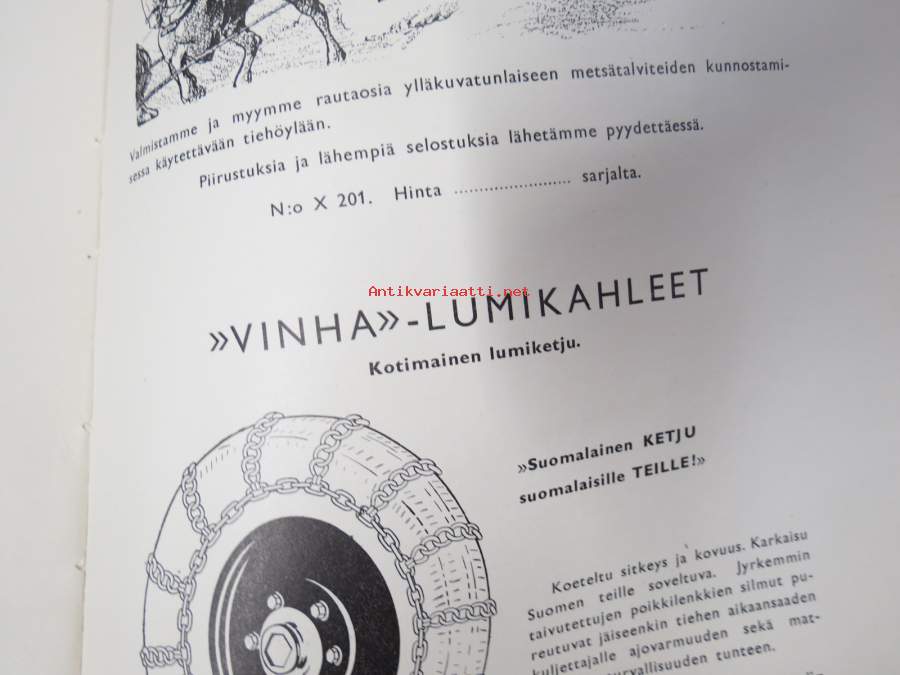 Valmistamme ja myymme rautaosia ylläkuvatunlaiseen metsätalviteiden kunnostami-
sessa käytettävään tiehöylään.
Piirustuksia ja lähempiä selostuksia lähetämme pyydettäessä.
N:o X 201. Hinta ........................ sarjalta.
Antikvariaatti.net
»VINHA»-LUMIKAHLEET
Kotimainen lumiketju.
»Suomalainen KETJU
suomalaisille TEILLE!»
Koeteltu sitkeys ja kovuus. Karkaisu
Suomen teille soveltuva. Jyrkemmin
taivutettujen poikkilenkkien silmut pu-
reutuvat jäiseenkin tiehen aikaansaaden
kuljettajalle ajovarmuuden sekä mat-
turvallisuuden tunteen.